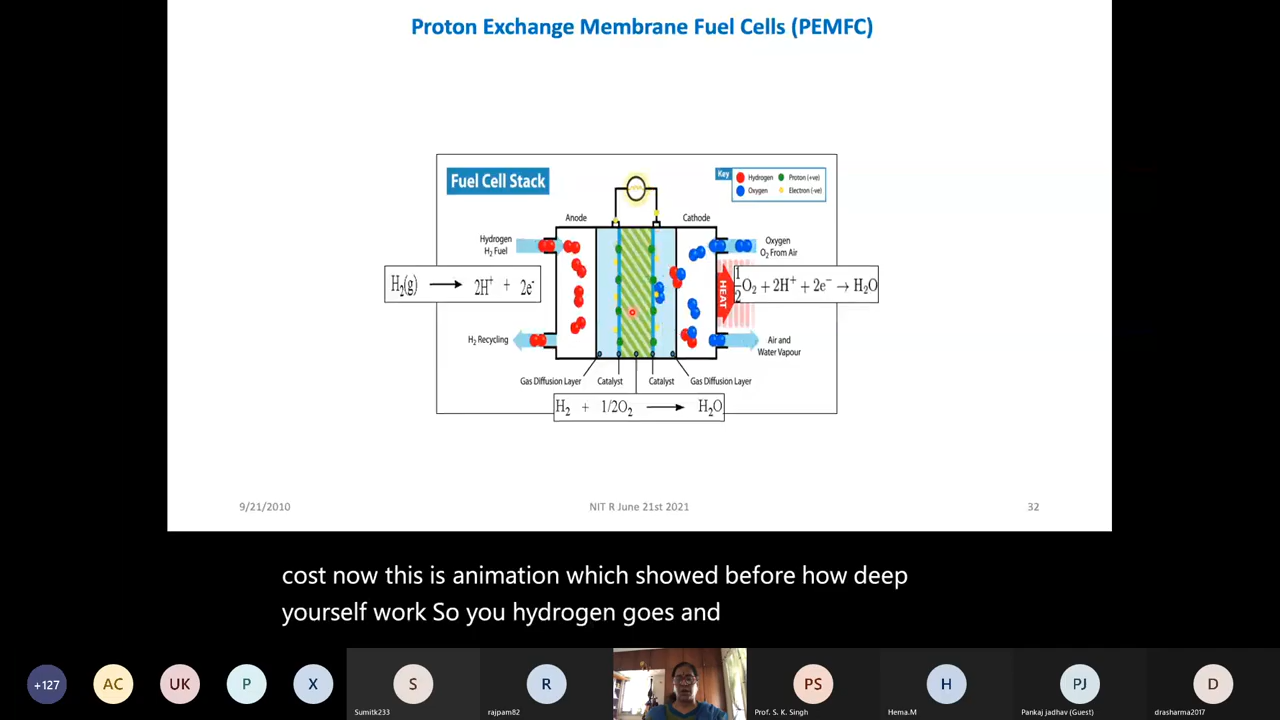 Proton Exchange Membrane Fuel Cells (PEMFC)
Fuel Cell Stack
Key
Hydrogen
Proton (+ve)
Oxygen
Electron (-ve)
Anode
Cathode
Hydrogen
H₂ Fuel
Oxygen
O₂ From Air
H₂(g) → 2H⁺ + 2e⁻
HEAT
1/2 O₂ + 2H⁺ + 2e⁻ → H₂O
H₂ Recycling
Air and
Water Vapour
Gas Diffusion Layer
Catalyst
Catalyst
Gas Diffusion Layer
H₂ + 1/2O₂ → H₂O
9/21/2010
NIT R June 21st 2021
32
cost now this is animation which showed before how deep
yourself work So you hydrogen goes and
+127
AC
UK
P
X
S
R
PS
H
PJ
D
Sumitk233
rajpam82
Prof. S. K. Singh
Hema.M
Pankaj jadhav (Guest)
drasharma2017